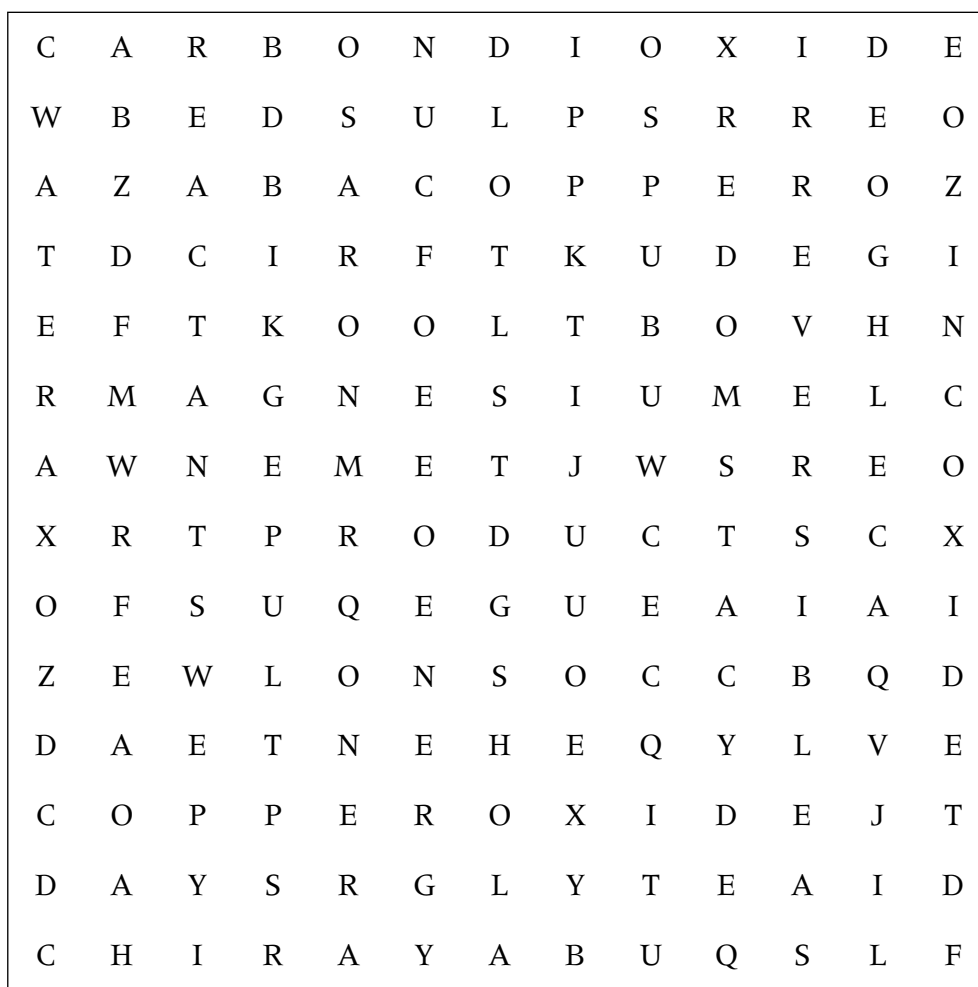 C A R B O N D I O X I D E
W B E D S U L P S R R E O
A Z A B A C O P P E R O Z
T D C I R F T K U D E G I
E F T K O O L T B O V H N
R M A G N E S I U M E L C
A W N E M E T J W S R E O
X R T P R O D U C T S C X
O F S U Q E G U E A I A I
Z E W L O N S O C C B Q D
D A E T N E H E Q Y L V E
C O P P E R O X I D E J T
D A Y S R G L Y T E A I D
C H I R A Y A B U Q S L F